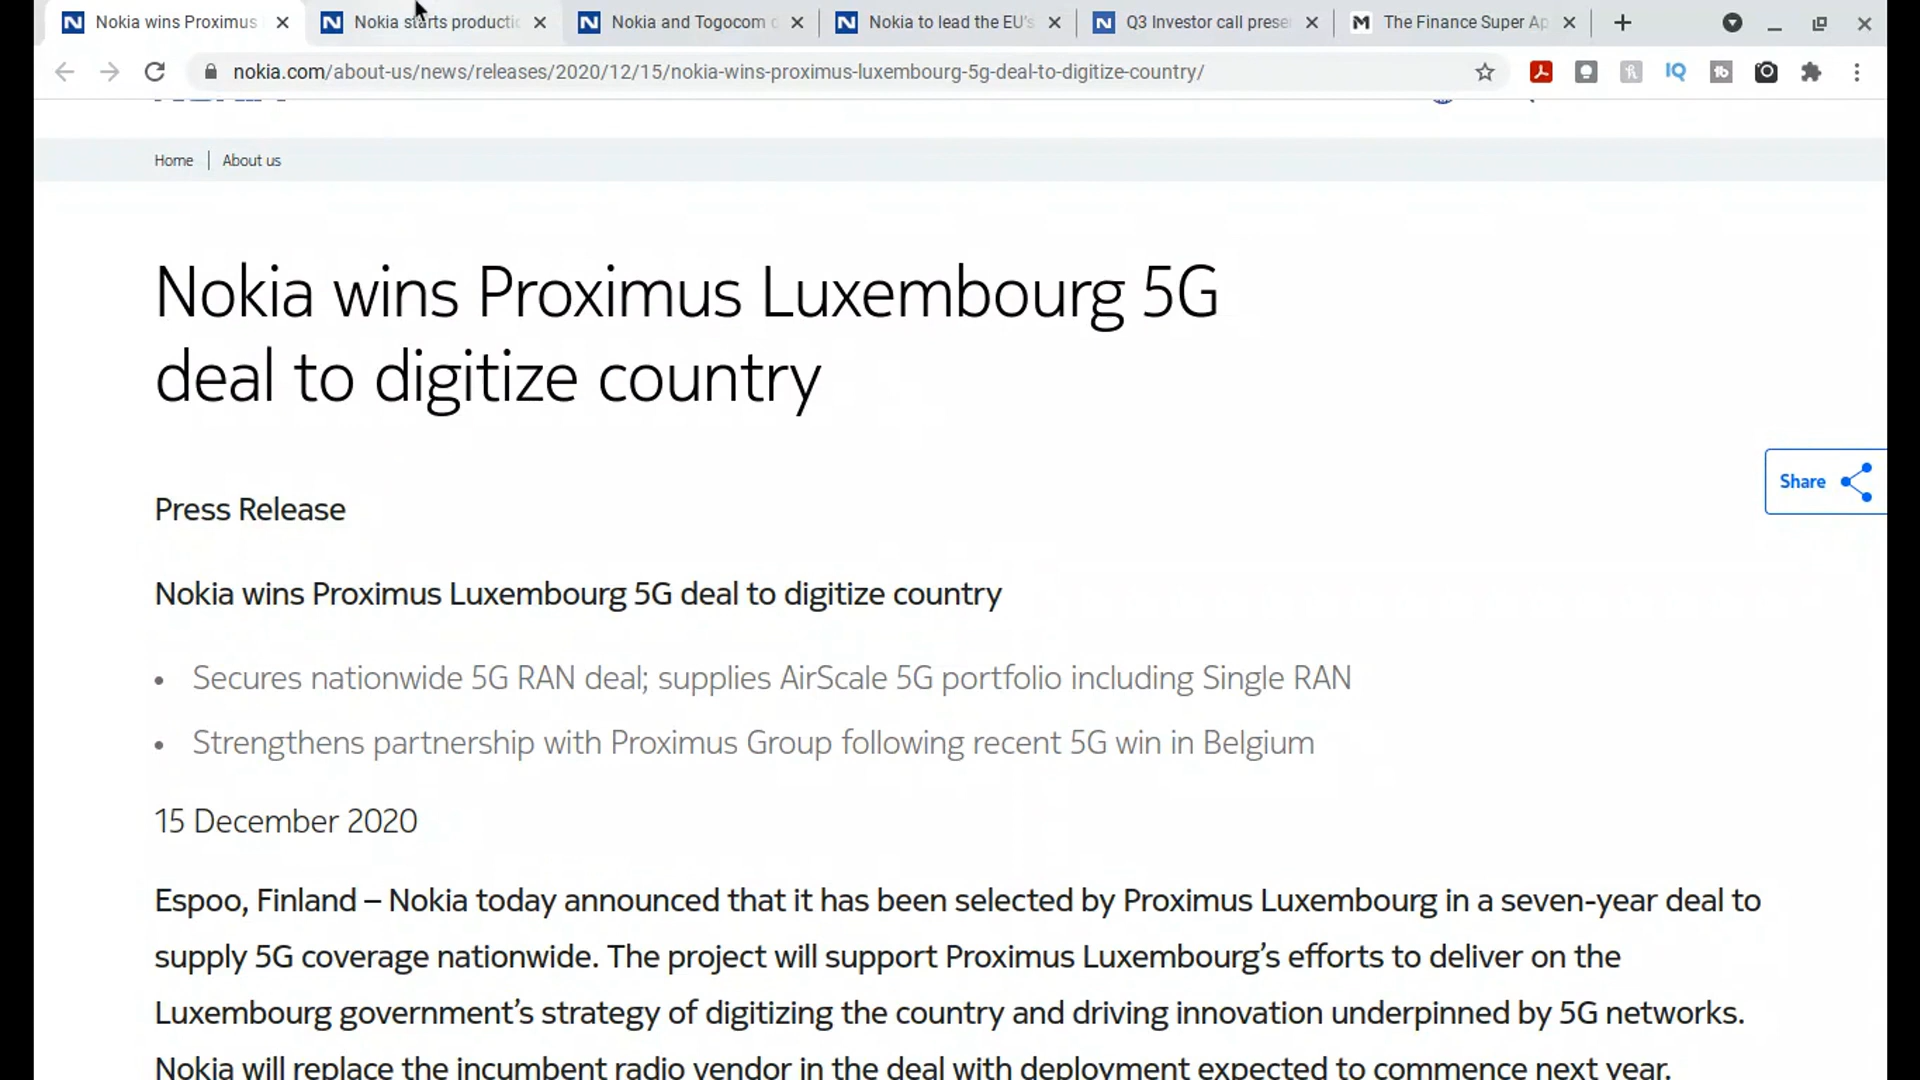 Nokia wins Proximus
Nokia starts producti
Nokia and Togocom d
Nokia to lead the EU's
Q3 Investor call prese
The Finance Super Ap
nokia.com/about-us/news/releases/2020/12/15/nokia-wins-proximus-luxembourg-5g-deal-to-digitize-country/
IQ
tb
Home | About us
Nokia wins Proximus Luxembourg 5G
deal to digitize country
Share
Press Release
Nokia wins Proximus Luxembourg 5G deal to digitize country
• Secures nationwide 5G RAN deal; supplies AirScale 5G portfolio including Single RAN
• Strengthens partnership with Proximus Group following recent 5G win in Belgium
15 December 2020
Espoo, Finland – Nokia today announced that it has been selected by Proximus Luxembourg in a seven-year deal to
supply 5G coverage nationwide. The project will support Proximus Luxembourg’s efforts to deliver on the
Luxembourg government’s strategy of digitizing the country and driving innovation underpinned by 5G networks.
Nokia will replace the incumbent radio vendor in the deal with deployment expected to commence next year.